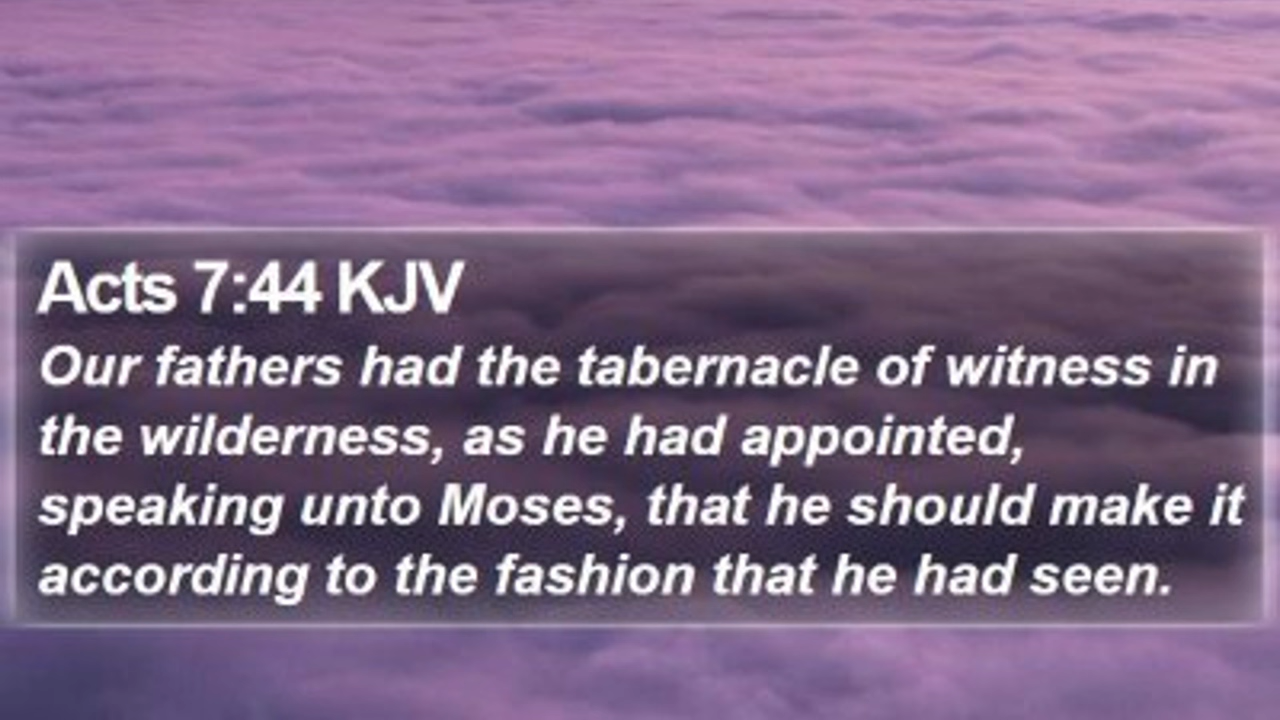 Acts 7:44 KJV
Our fathers had the tabernacle of witness in
the wilderness, as he had appointed,
speaking unto Moses, that he should make it
according to the fashion that he had seen.